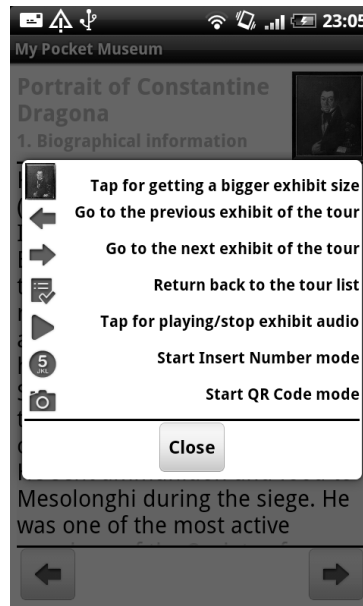 23:05
My Pocket Museum
Portrait of Constantine
Dragona
1. Biographical information
Tap for getting a bigger exhibit size
Go to the previous exhibit of the tour
Go to the next exhibit of the tour
Return back to the tour list
Tap for playing/stop exhibit audio
5
JKL
Start Insert Number mode
Start QR Code mode
Close
Mesolonghi during the siege. He
was one of the most active